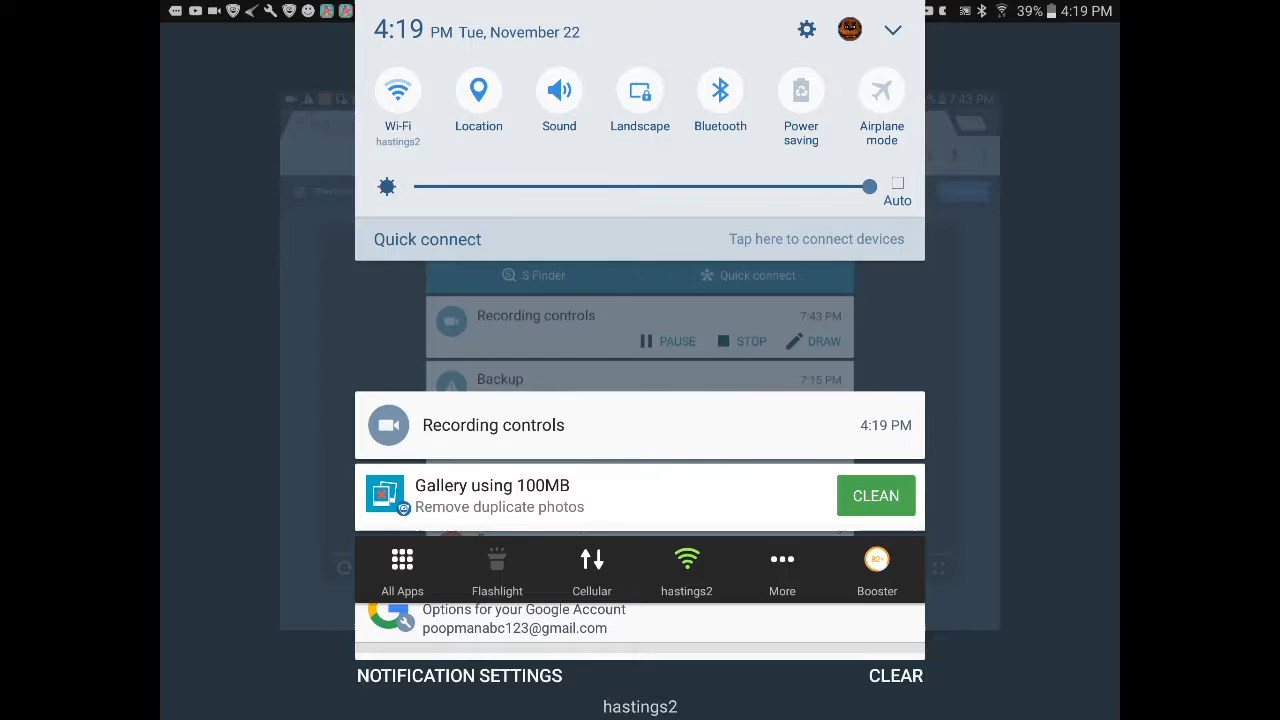 39% 4:19 PM
4:19 PM Tue, November 22
Wi-Fi
hastings2
Location
Sound
Landscape
Bluetooth
Power
saving
Airplane
mode
Auto
7:43 PM
Quick connect
Tap here to connect devices
S Finder
Quick connect
Recording controls
7:43 PM
PAUSE
STOP
DRAW
Backup
7:15 PM
Recording controls
4:19 PM
Gallery using 100MB
Remove duplicate photos
CLEAN
All Apps
Flashlight
Cellular
hastings2
More
Booster
Options for your Google Account
poopmanabc123@gmail.com
NOTIFICATION SETTINGS
CLEAR
hastings2